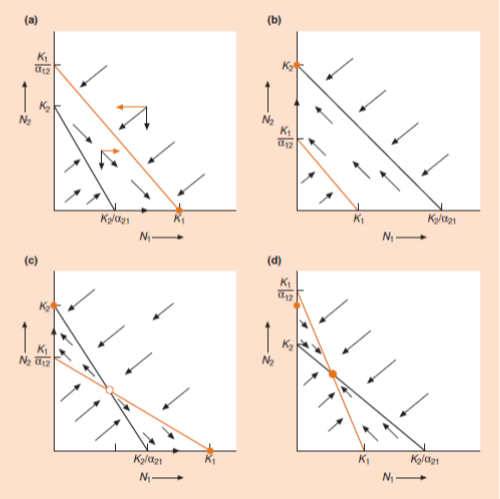 (a)
K₁
α₁₂
K₂
N₂
K₂/α₂₁
K₁
N₁
(b)
K₂
N₂
K₁
α₁₂
K₁
K₂/α₂₁
N₁
(c)
K₂
N₂
K₁
α₁₂
K₂/α₂₁
K₁
N₁
(d)
K₁
α₁₂
N₂
K₂
K₁
K₂/α₂₁
N₁